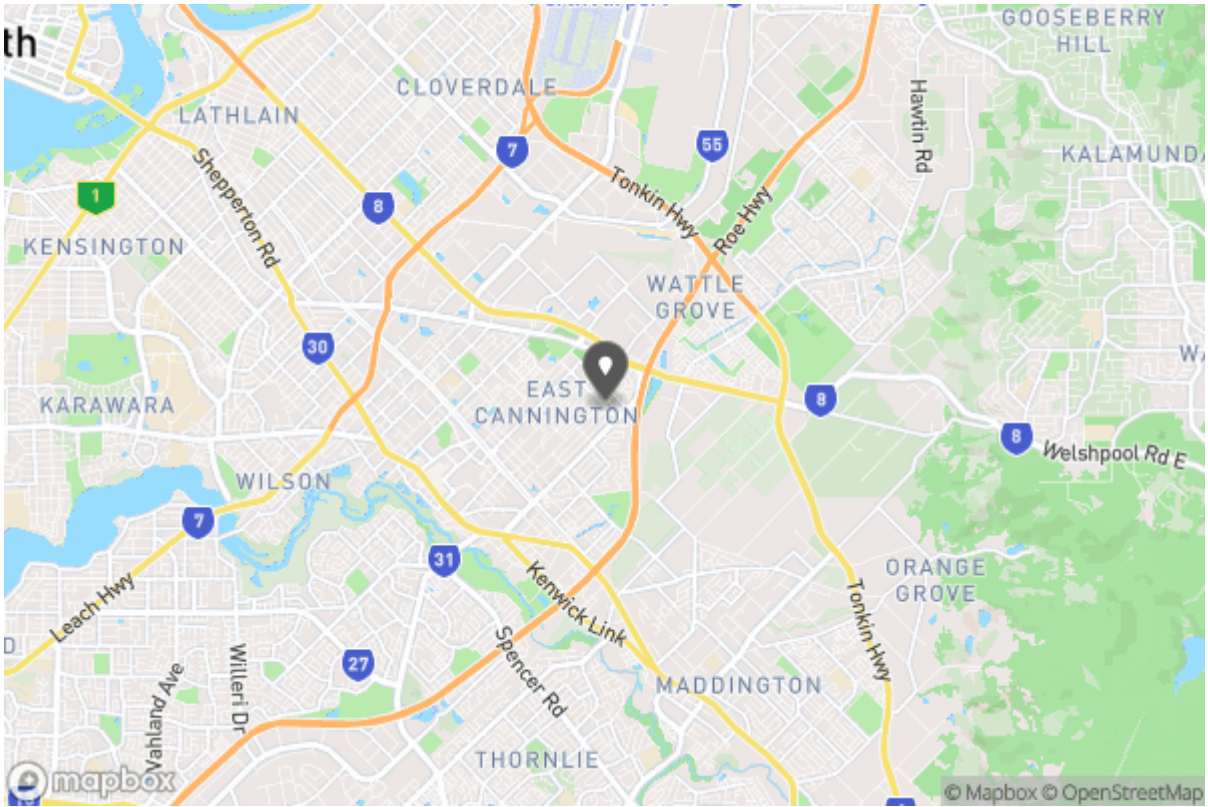 GOOSEBERRY
HILL
th
CLOVERDALE
LATHLAIN
Hawtin Rd
7
55
KALAMUNDA
Shepperton Rd
Tonkin Hwy
1
8
Roe Hwy
KENSINGTON
WATTLE
GROVE
30
WA
EAST
CANNINGTON
KARAWARA
8
8
Welshpool Rd E
WILSON
7
31
ORANGE
GROVE
Leach Hwy
Kenwick Link
Tonkin Hwy
D
27
Spencer Rd
Willeri Dr
Vahland Ave
MADDINGTON
THORNLIE
mapbox
© Mapbox © OpenStreetMap